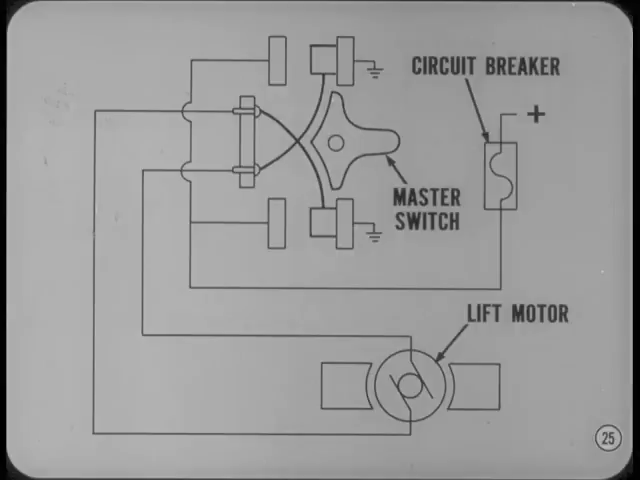 CIRCUIT BREAKER
+
MASTER
SWITCH
LIFT MOTOR
25